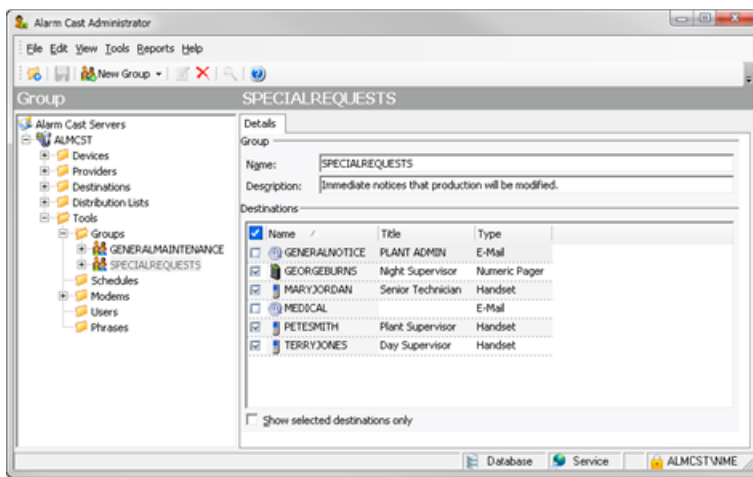 Alarm Cast Administrator
File Edit View Tools Reports Help
New Group
Group
SPECIALREQUESTS
Alarm Cast Servers
ALMCST
Devices
Providers
Destinations
Distribution Lists
Tools
Groups
GENERALMAINTENANCE
SPECIALREQUESTS
Schedules
Modems
Users
Phrases
Details
Group
Name: SPECIALREQUESTS
Description: Immediate notices that production will be modified.
Destinations
Name Title Type
GENERALNOTICE PLANT ADMIN E-Mail
GEORGEBURNS Night Supervisor Numeric Pager
MARYJORDAN Senior Technician Handset
MEDICAL E-Mail
PETESMITH Plant Supervisor Handset
TERRYJONES Day Supervisor Handset
Show selected destinations only
Database Service ALMCST\NME